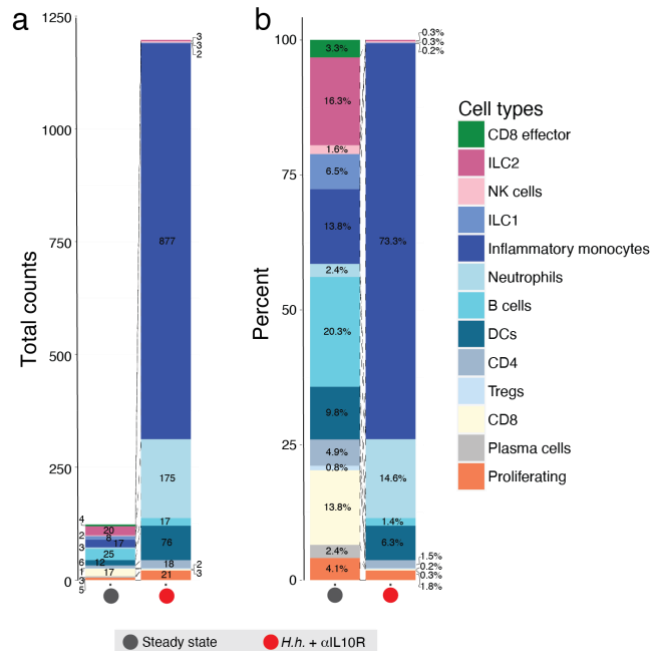 a
b
1250
1000
750
500
250
0
Total counts
3
3
2
877
175
17
76
18
2
3
21
4
20
2
8
17
3
25
6
12
1
17
3
5
100
75
50
25
0
Percent
3.3%
16.3%
1.6%
6.5%
13.8%
2.4%
20.3%
9.8%
4.9%
0.8%
13.8%
2.4%
4.1%
0.3%
0.3%
0.2%
73.3%
14.6%
1.4%
6.3%
1.5%
0.2%
0.3%
1.8%
Cell types
CD8 effector
ILC2
NK cells
ILC1
Inflammatory monocytes
Neutrophils
B cells
DCs
CD4
Tregs
CD8
Plasma cells
Proliferating
Steady state
H.h. + αIL10R